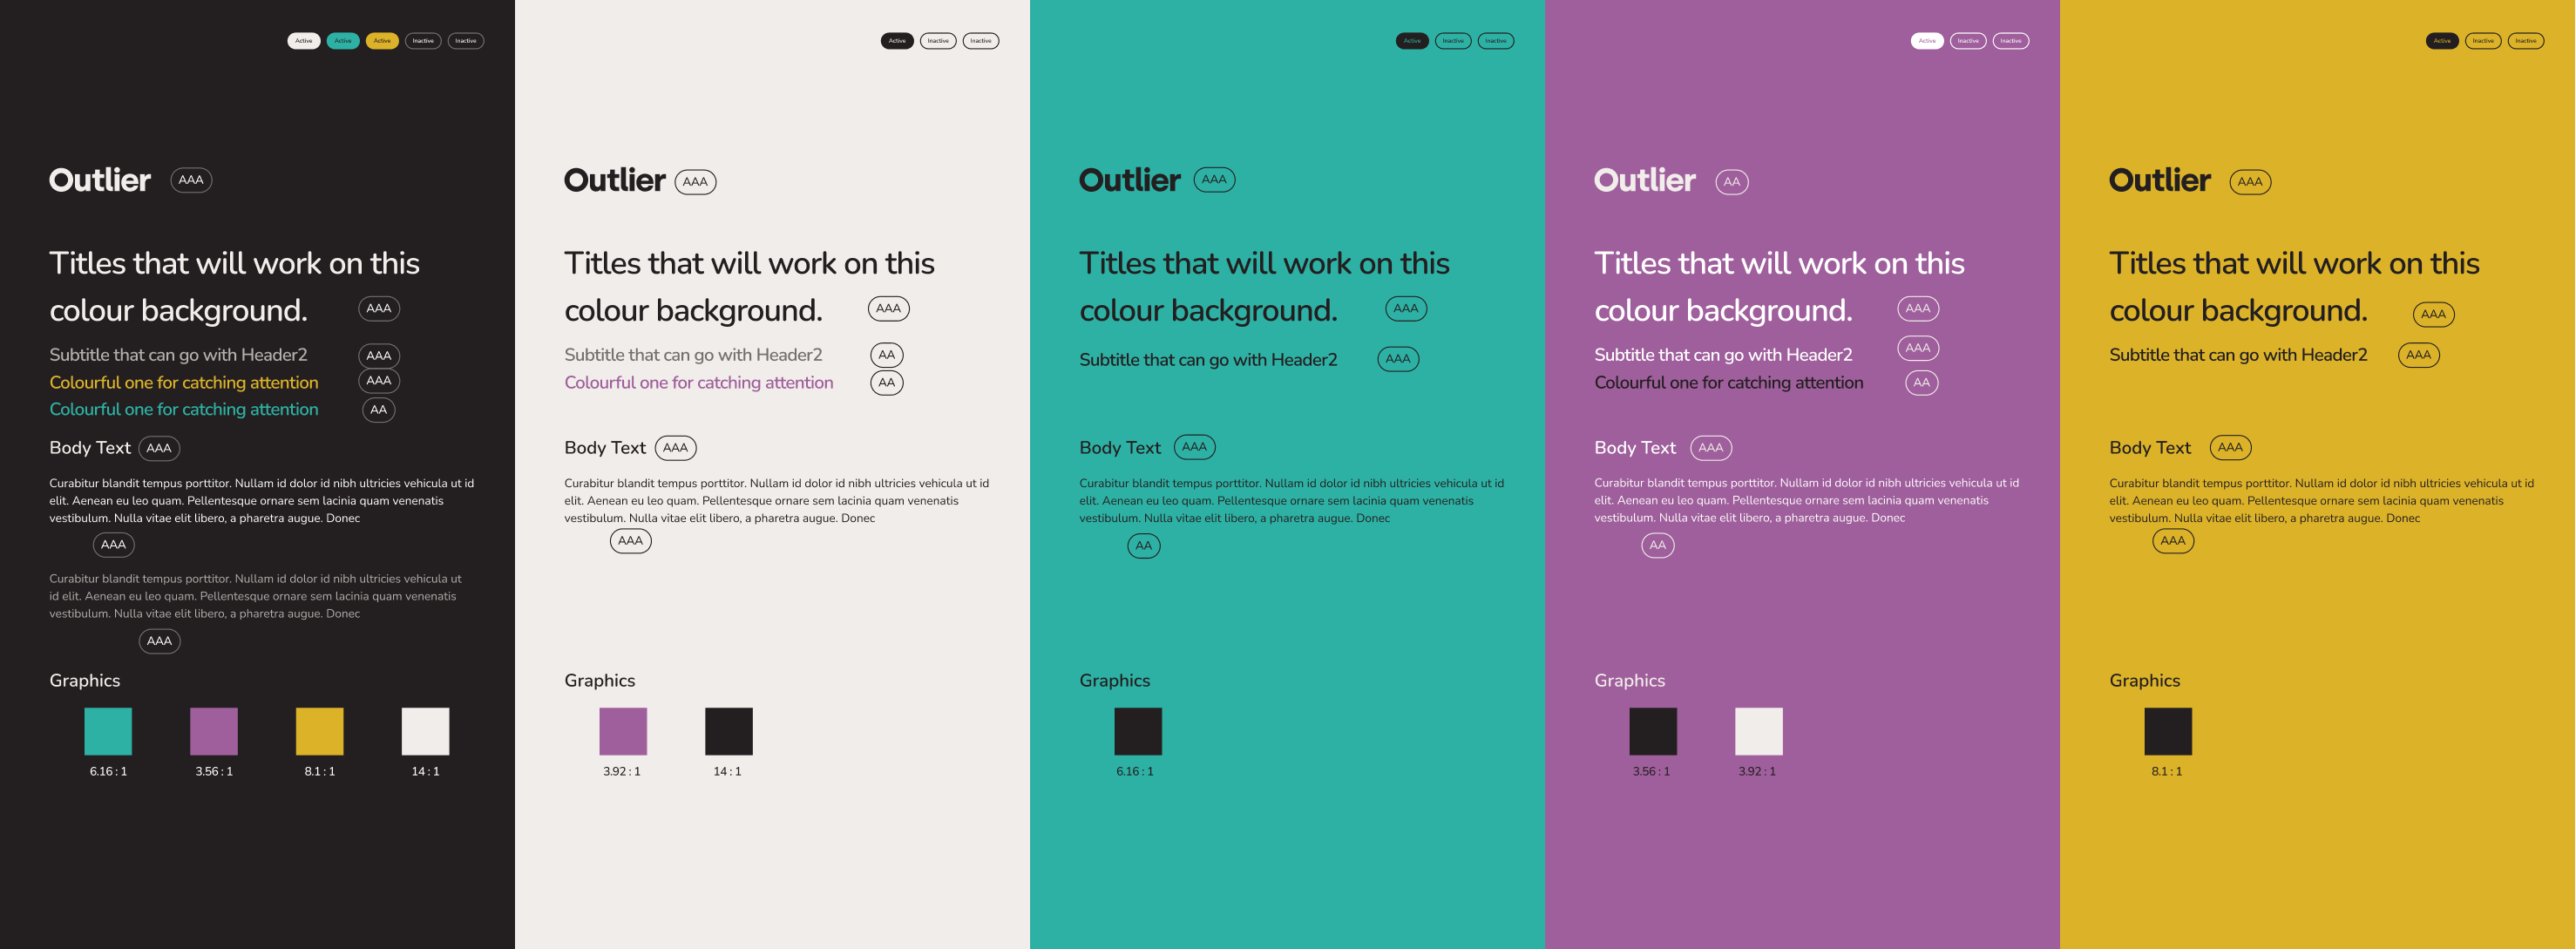 Active Active Active Inactive Inactive
Outlier AAA
Titles that will work on this
colour background. AAA
Subtitle that can go with Header2 AAA
Colourful one for catching attention AAA
Colourful one for catching attention AA
Body Text AAA
Curabitur blandit tempus porttitor. Nullam id dolor id nibh ultricies vehicula ut id
elit. Aenean eu leo quam. Pellentesque ornare sem lacinia quam venenatis
vestibulum. Nulla vitae elit libero, a pharetra augue. Donec
AAA
Curabitur blandit tempus porttitor. Nullam id dolor id nibh ultricies vehicula ut
id elit. Aenean eu leo quam. Pellentesque ornare sem lacinia quam venenatis
vestibulum. Nulla vitae elit libero, a pharetra augue. Donec
AAA
Graphics
6.16 : 1 3.56 : 1 8.1 : 1 14 : 1
Active Inactive Inactive
Outlier AAA
Titles that will work on this
colour background. AAA
Subtitle that can go with Header2 AA
Colourful one for catching attention AA
Body Text AAA
Curabitur blandit tempus porttitor. Nullam id dolor id nibh ultricies vehicula ut id
elit. Aenean eu leo quam. Pellentesque ornare sem lacinia quam venenatis
vestibulum. Nulla vitae elit libero, a pharetra augue. Donec
AAA
Graphics
3.92 : 1 14 : 1
Active Inactive Inactive
Outlier AAA
Titles that will work on this
colour background. AAA
Subtitle that can go with Header2 AAA
Body Text AAA
Curabitur blandit tempus porttitor. Nullam id dolor id nibh ultricies vehicula ut id
elit. Aenean eu leo quam. Pellentesque ornare sem lacinia quam venenatis
vestibulum. Nulla vitae elit libero, a pharetra augue. Donec
AA
Graphics
6.16 : 1
Active Inactive Inactive
Outlier AA
Titles that will work on this
colour background. AAA
Subtitle that can go with Header2 AAA
Colourful one for catching attention AA
Body Text AAA
Curabitur blandit tempus porttitor. Nullam id dolor id nibh ultricies vehicula ut id
elit. Aenean eu leo quam. Pellentesque ornare sem lacinia quam venenatis
vestibulum. Nulla vitae elit libero, a pharetra augue. Donec
AA
Graphics
3.56 : 1 3.92 : 1
Active Inactive Inactive
Outlier AAA
Titles that will work on this
colour background. AAA
Subtitle that can go with Header2 AAA
Body Text AAA
Curabitur blandit tempus porttitor. Nullam id dolor id nibh ultricies vehicula ut id
elit. Aenean eu leo quam. Pellentesque ornare sem lacinia quam venenatis
vestibulum. Nulla vitae elit libero, a pharetra augue. Donec
AAA
Graphics
8.1 : 1